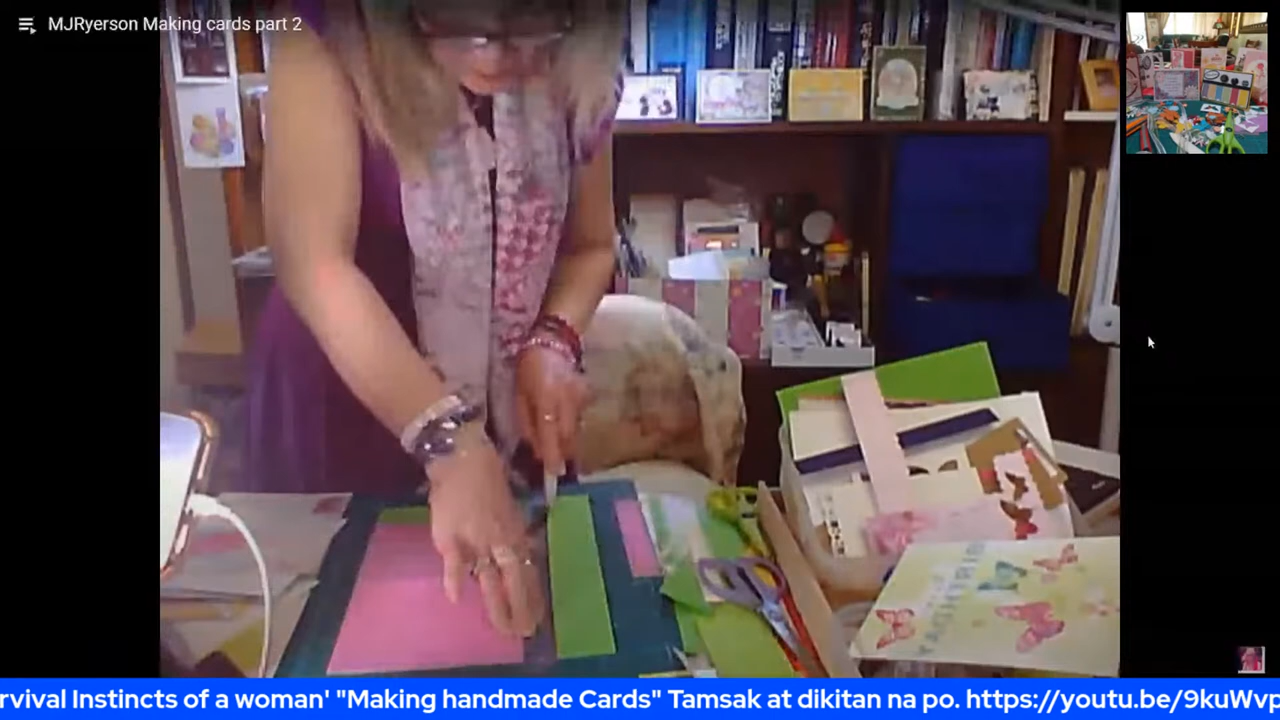 MJRyerson Making cards part 2
rvival Instincts of a woman' "Making handmade Cards" Tamsak at dikitan na po. https://youtu.be/9kuWvp